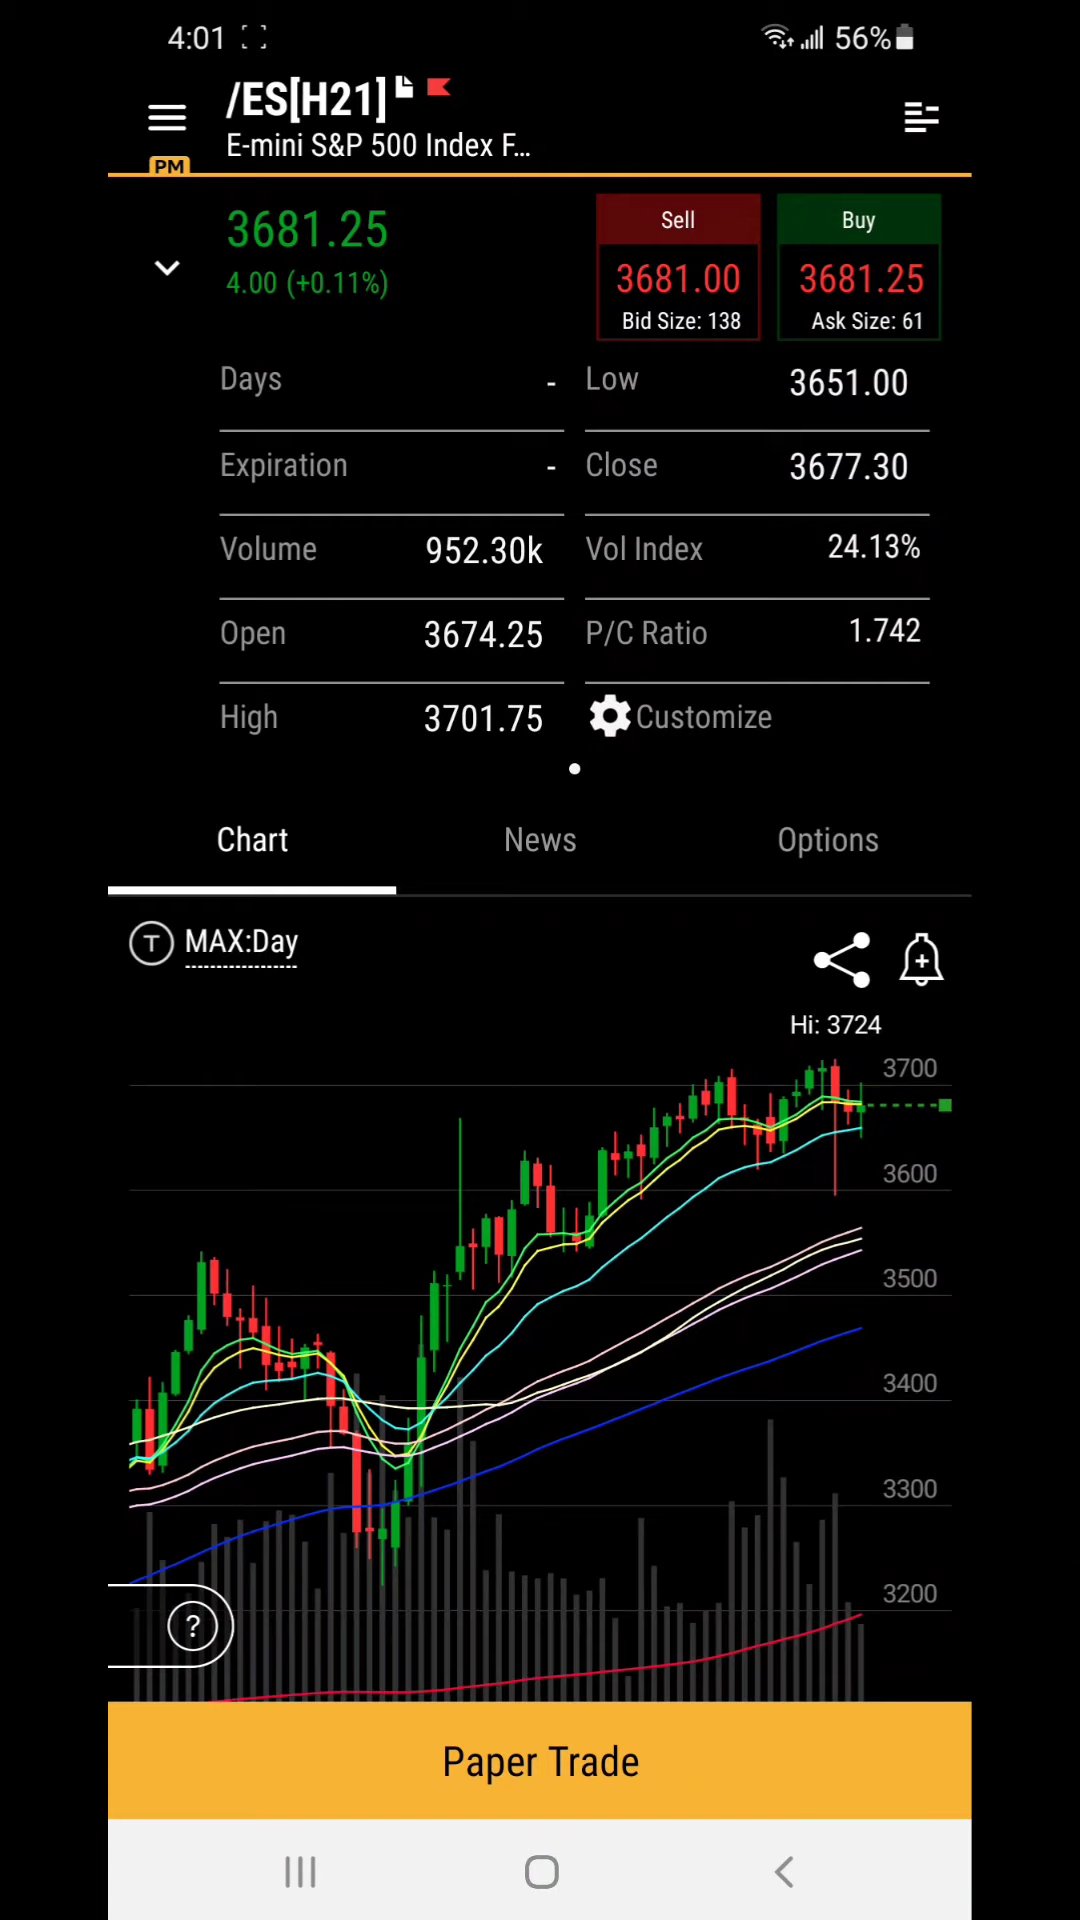 4:01 56%
/ES[H21]
E-mini S&P 500 Index F...
PM
3681.25
4.00 (+0.11%)
Sell
3681.00
Bid Size: 138
Buy
3681.25
Ask Size: 61
Days - Low 3651.00
Expiration - Close 3677.30
Volume 952.30k Vol Index 24.13%
Open 3674.25 P/C Ratio 1.742
High 3701.75 Customize
Chart News Options
T MAX:Day
Hi: 3724
3700
3600
3500
3400
3300
3200
?
Paper Trade